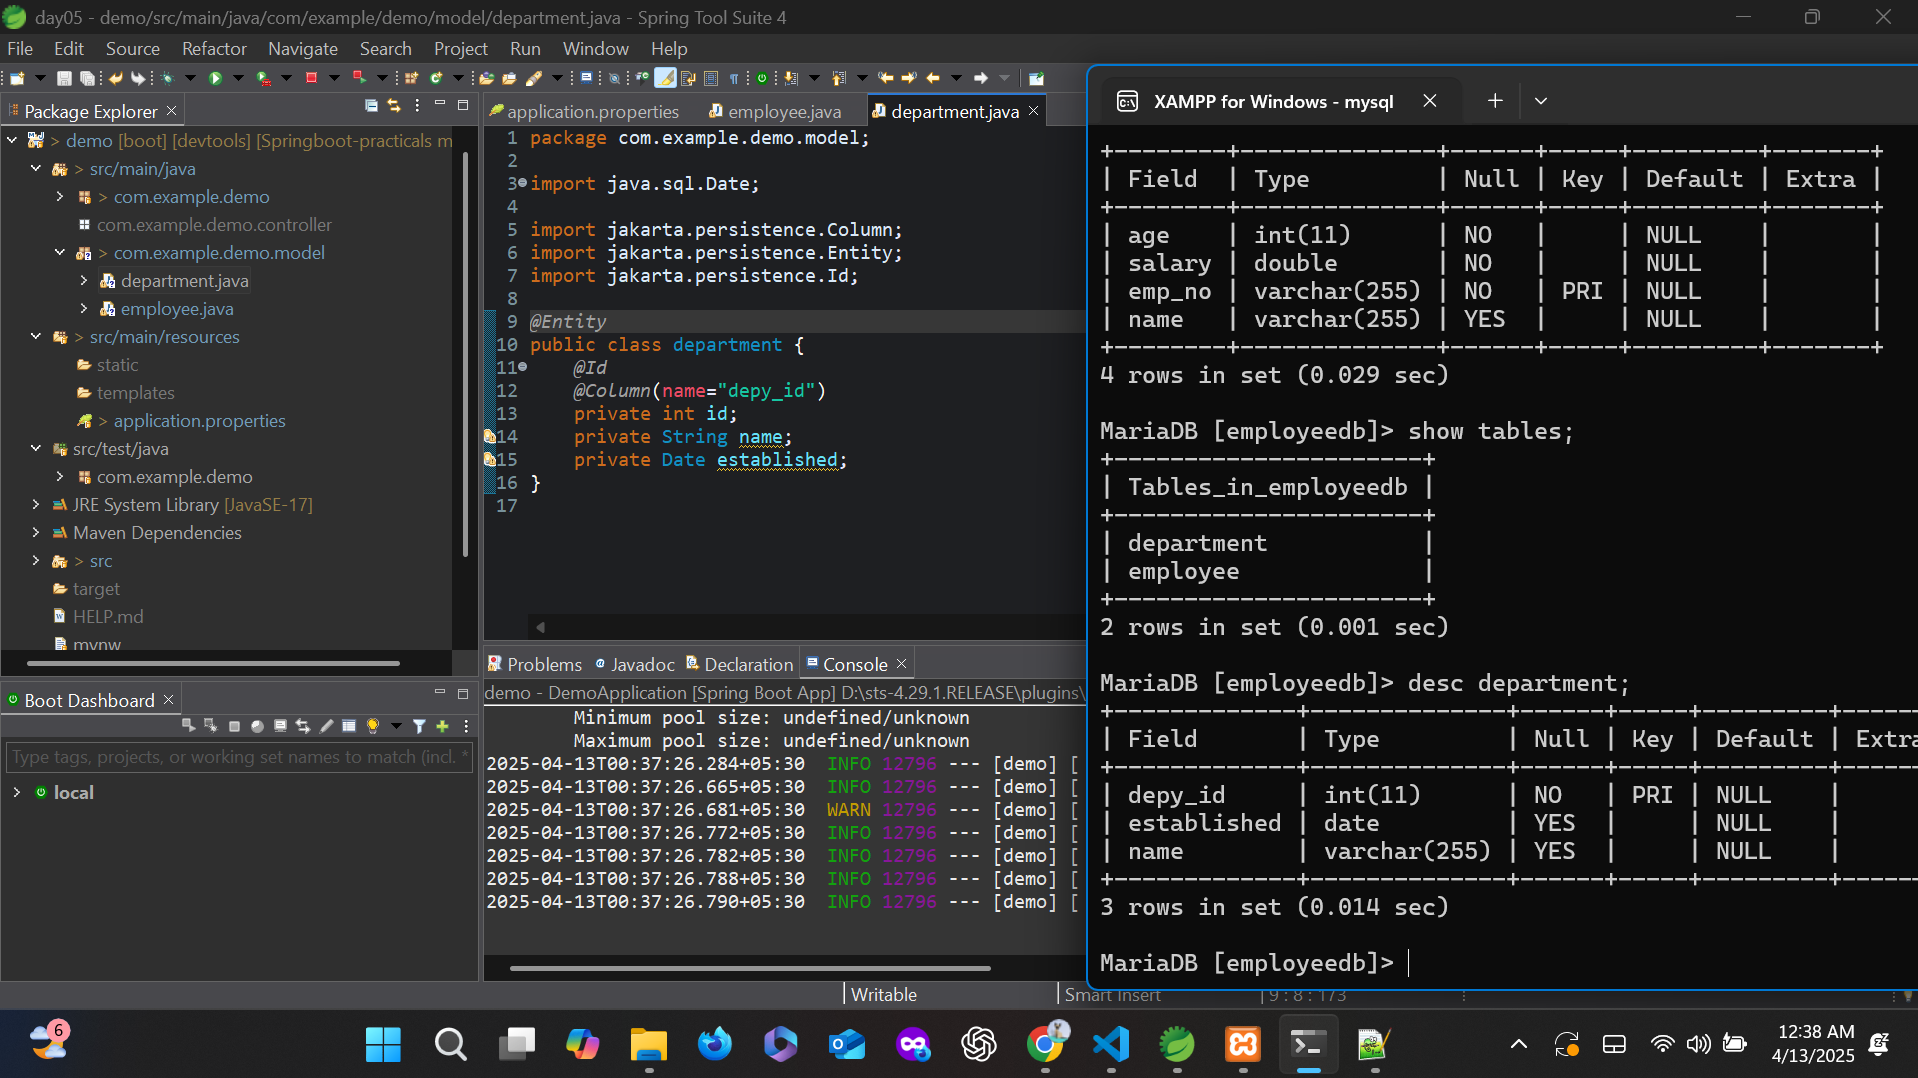 day05 - demo/src/main/java/com/example/demo/model/department.java - Spring Tool Suite 4
File Edit Source Refactor Navigate Search Project Run Window Help
Package Explorer
demo [boot] [devtools] [Springboot-practicals m
> src/main/java
> com.example.demo
com.example.demo.controller
> com.example.demo.model
department.java
employee.java
> src/main/resources
static
templates
> application.properties
src/test/java
com.example.demo
JRE System Library [JavaSE-17]
Maven Dependencies
> src
target
HELP.md
mvnw
Boot Dashboard
Type tags, projects, or working set names to match (incl. *
local
application.properties employee.java department.java
1 package com.example.demo.model;
2
3 import java.sql.Date;
4
5 import jakarta.persistence.Column;
6 import jakarta.persistence.Entity;
7 import jakarta.persistence.Id;
8
9 @Entity
10 public class department {
11 @Id
12 @Column(name="depy_id")
13 private int id;
14 private String name;
15 private Date established;
16 }
17
Problems Javadoc Declaration Console
demo - DemoApplication [Spring Boot App] D:\sts-4.29.1.RELEASE\plugins\
Minimum pool size: undefined/unknown
Maximum pool size: undefined/unknown
2025-04-13T00:37:26.284+05:30 INFO 12796 --- [demo] [
2025-04-13T00:37:26.665+05:30 INFO 12796 --- [demo] [
2025-04-13T00:37:26.681+05:30 WARN 12796 --- [demo] [
2025-04-13T00:37:26.772+05:30 INFO 12796 --- [demo] [
2025-04-13T00:37:26.782+05:30 INFO 12796 --- [demo] [
2025-04-13T00:37:26.788+05:30 INFO 12796 --- [demo] [
2025-04-13T00:37:26.790+05:30 INFO 12796 --- [demo] [
XAMPP for Windows - mysql
+---------+--------------+------+-----+---------+-------+
| Field | Type | Null | Key | Default | Extra |
+---------+--------------+------+-----+---------+-------+
| age | int(11) | NO | | NULL | |
| salary | double | NO | | NULL | |
| emp_no | varchar(255) | NO | PRI | NULL | |
| name | varchar(255) | YES | | NULL | |
+---------+--------------+------+-----+---------+-------+
4 rows in set (0.029 sec)
MariaDB [employeedb]> show tables;
+----------------------+
| Tables_in_employeedb |
+----------------------+
| department |
| employee |
+----------------------+
2 rows in set (0.001 sec)
MariaDB [employeedb]> desc department;
+-------------+--------------+------+-----+---------+------
| Field | Type | Null | Key | Default | Extra
+-------------+--------------+------+-----+---------+------
| depy_id | int(11) | NO | PRI | NULL |
| established | date | YES | | NULL |
| name | varchar(255) | YES | | NULL |
+-------------+--------------+------+-----+---------+------
3 rows in set (0.014 sec)
MariaDB [employeedb]>
Writable Smart Insert 9 : 8 : 173
6
12:38 AM
4/13/2025